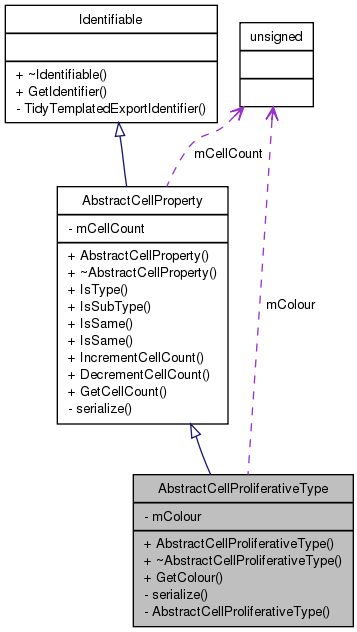 Identifiable
+ ~Identifiable()
+ GetIdentifier()
- TidyTemplatedExportIdentifier()
unsigned
mCellCount
AbstractCellProperty
- mCellCount
+ AbstractCellProperty()
+ ~AbstractCellProperty()
+ IsType()
+ IsSubType()
+ IsSame()
+ IsSame()
+ IncrementCellCount()
+ DecrementCellCount()
+ GetCellCount()
- serialize()
mColour
AbstractCellProliferativeType
- mColour
+ AbstractCellProliferativeType()
+ ~AbstractCellProliferativeType()
+ GetColour()
- serialize()
- AbstractCellProliferativeType()